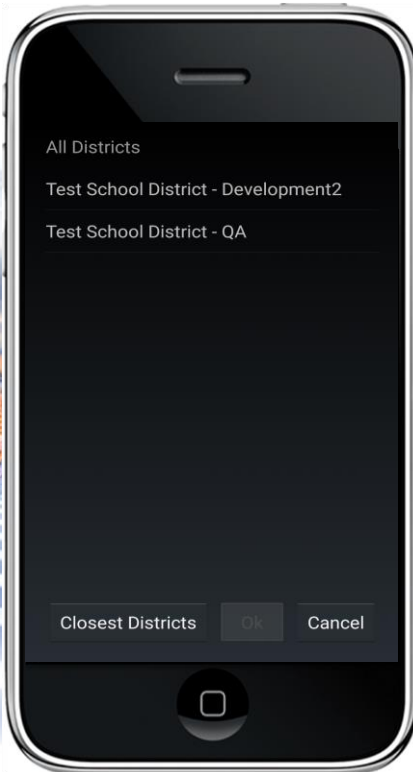 All Districts
Test School District - Development2
Test School District - QA
Closest Districts
Ok
Cancel